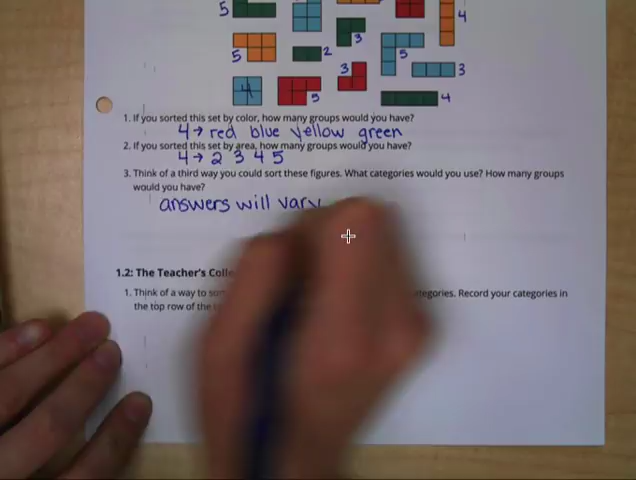 5
4
3
5
2
5
3
3
4
5
4
1. If you sorted this set by color, how many groups would you have?
4 → red blue yellow green
2. If you sorted this set by area, how many groups would you have?
4 → 2 3 4 5
3. Think of a third way you could sort these figures. What categories would you use? How many groups
would you have?
answers will vary
1.2: The Teacher's
1. Think of a way to categories. Record your categories in
the top row of the